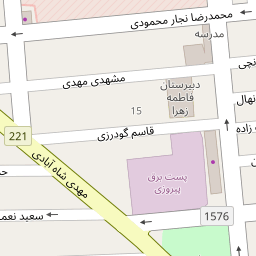 محمدرضا نجار محمودی
مدرسه
مشهدی مهدی
دبیرستان
فاطمه
زهرا
نهال
15
قاسم گودرزی
221
مهدی شاه آبادی
پست برق
پیروزی
سعید
1576